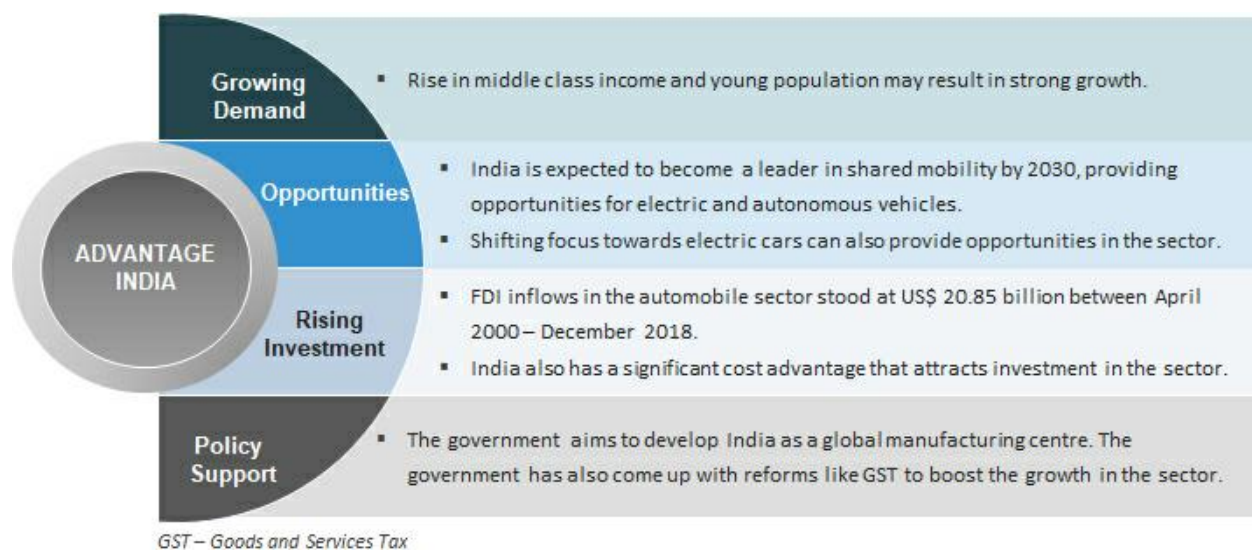 Growing
Demand
▪ Rise in middle class income and young population may result in strong growth.
Opportunities
▪ India is expected to become a leader in shared mobility by 2030, providing
opportunities for electric and autonomous vehicles.
▪ Shifting focus towards electric cars can also provide opportunities in the sector.
ADVANTAGE
INDIA
Rising
Investment
▪ FDI inflows in the automobile sector stood at US$ 20.85 billion between April
2000 – December 2018.
▪ India also has a significant cost advantage that attracts investment in the sector.
Policy
Support
▪ The government aims to develop India as a global manufacturing centre. The
government has also come up with reforms like GST to boost the growth in the sector.
GST – Goods and Services Tax